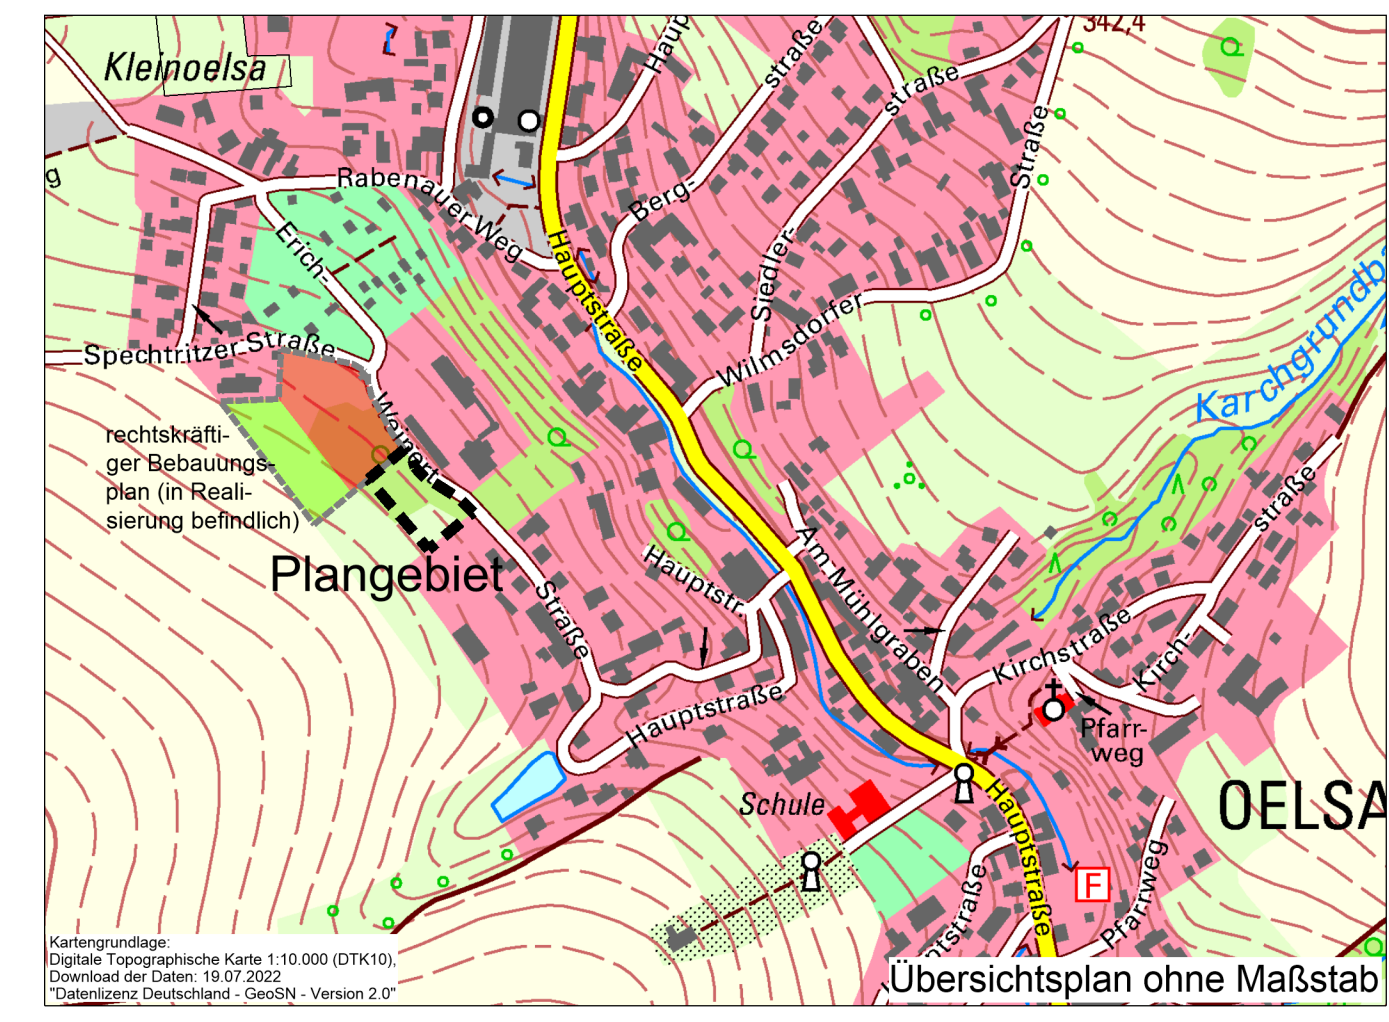 342,4
Kleinoelsa
Haup
straße
straße
Straße
g
Rabenauer Weg
Berg-
Erich-
Hauptstraße
Siedler-
Karchgrundb
Spechtritzer Straße
Wilmsdorfer
Weinert-
rechtskräfti-
ger Bebauungs-
plan (in Reali-
sierung befindlich)
Plangebiet
straße
Hauptstr.
Am Mühlgraben
Straße
Kirchstraße
Kirch-
Hauptstraße
Pfarr-
weg
Schule
OELSA
Hauptstraße
F
Pfarrweg
ptstraße
Kartengrundlage:
Digitale Topographische Karte 1:10.000 (DTK10),
Download der Daten: 19.07.2022
"Datenlizenz Deutschland - GeoSN - Version 2.0"
Übersichtsplan ohne Maßstab